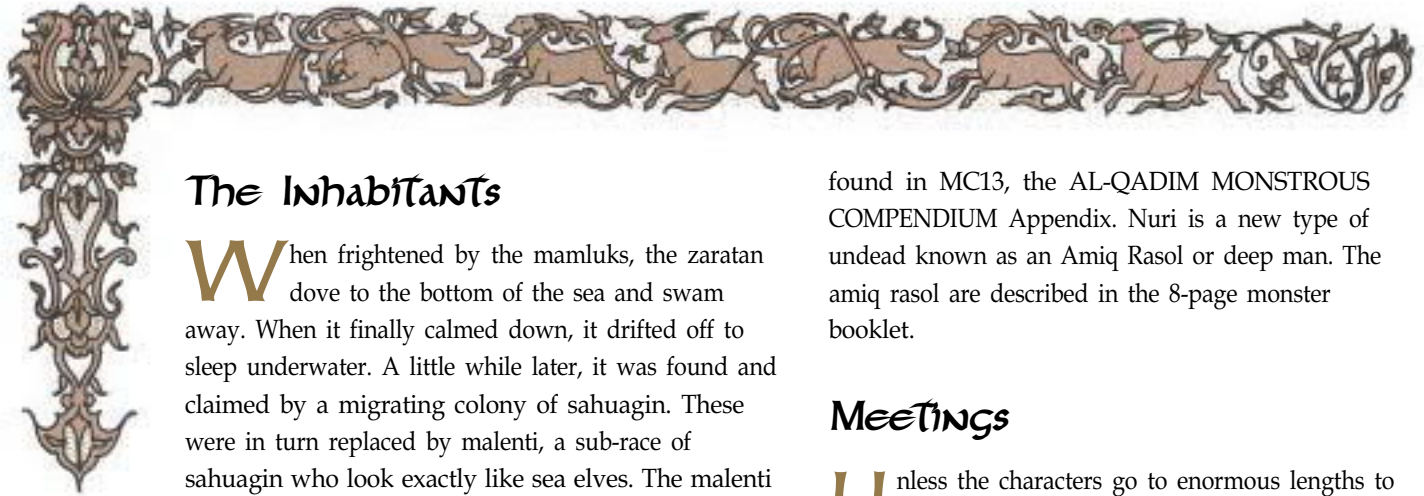 The Inhabitants
When frightened by the mamluks, the zaratan
dove to the bottom of the sea and swam
away. When it finally calmed down, it drifted off to
sleep underwater. A little while later, it was found and
claimed by a migrating colony of sahuagin. These
were in turn replaced by malenti, a sub-race of
sahuagin who look exactly like sea elves. The malenti
found in MC13, the AL-QADIM MONSTROUS
COMPENDIUM Appendix. Nuri is a new type of
undead known as an Amiq Rasol or deep man. The
amiq rasol are described in the 8-page monster
booklet.
Meetings
Unless the characters go to enormous lengths to